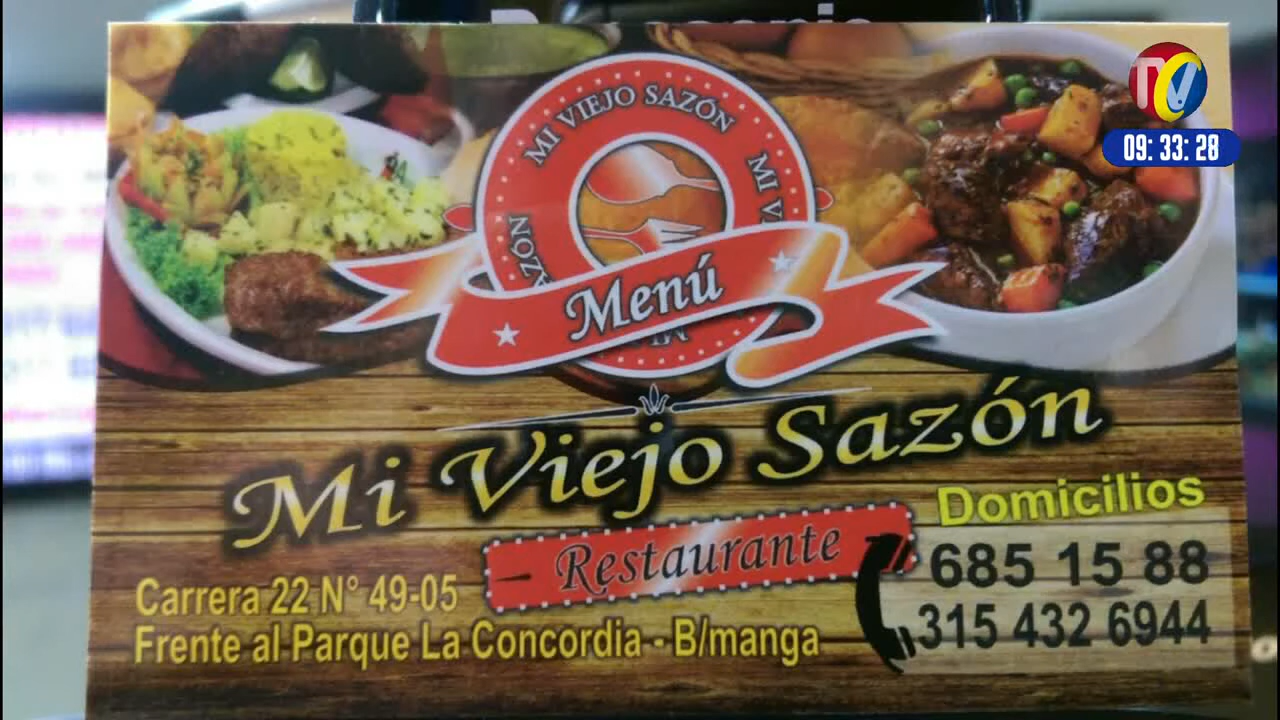 TV
09: 33: 28
MI VIEJO SAZÓN
Menú
Mi Viejo Sazón
Restaurante
Domicilios
685 15 88
315 432 6944
Carrera 22 N° 49-05
Frente al Parque La Concordia - B/manga